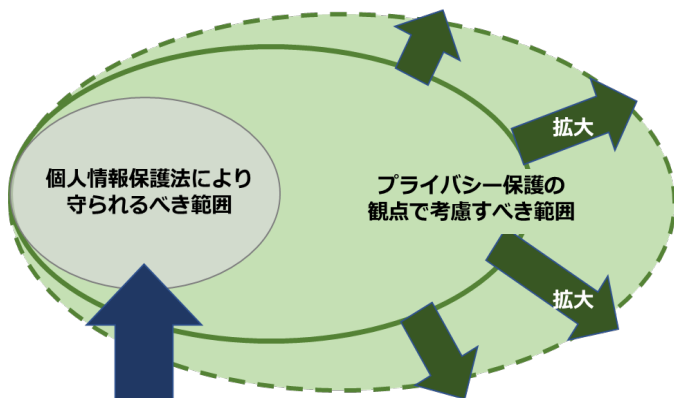 拡大
個人情報保護法により
守られるべき範囲
プライバシー保護の
観点で考慮すべき範囲
拡大